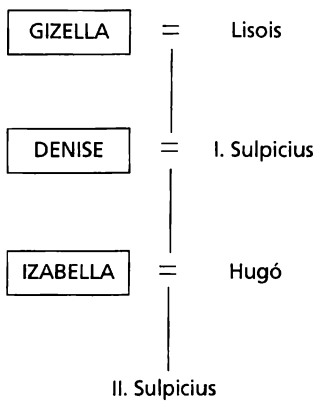 GIZELLA = Lisois
DENISE = I. Sulpicius
IZABELLA = Hugó
II. Sulpicius